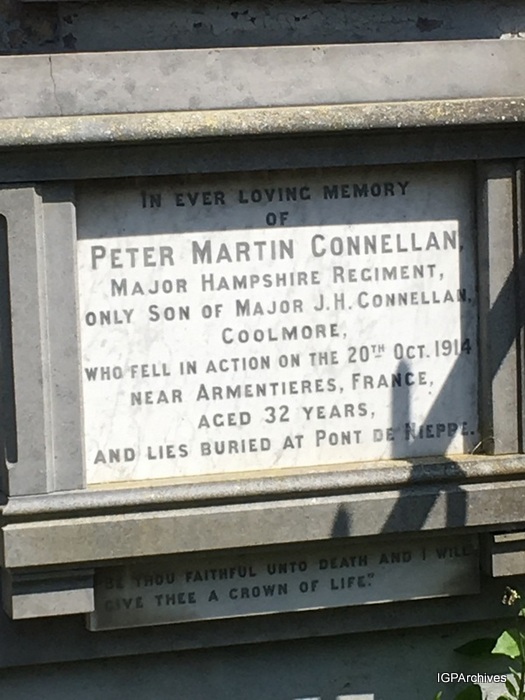 In ever loving memory
of
Peter Martin Connellan,
Major Hampshire Regiment,
only Son of Major J.H. Connellan,
Coolmore,
who fell in action on the 20th Oct. 1914
near Armentieres, France,
aged 32 years,
and lies buried at Pont de Nieppe.
"Be thou faithful unto death and I will
give thee a crown of life."
IGPArchives